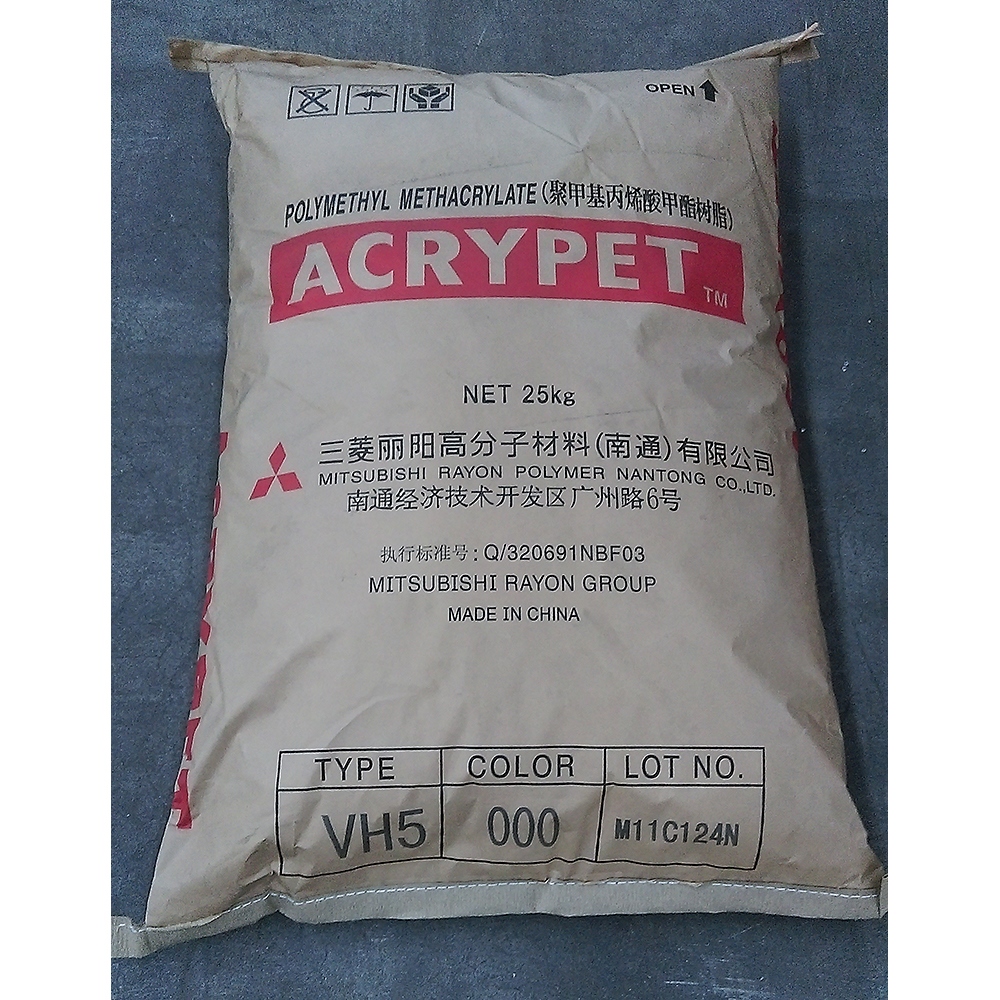 OPEN
POLYMETHYL METHACRYLATE(聚甲基丙烯酸甲酯树脂)
ACRYPET TM
NET 25kg
三菱丽阳高分子材料(南通)有限公司
MITSUBISHI RAYON POLYMER NANTONG CO.,LTD.
南通经济技术开发区广州路6号
执行标准号: Q/320691NBF03
MITSUBISHI RAYON GROUP
MADE IN CHINA
TYPE COLOR LOT NO.
VH5 000 M11C124N